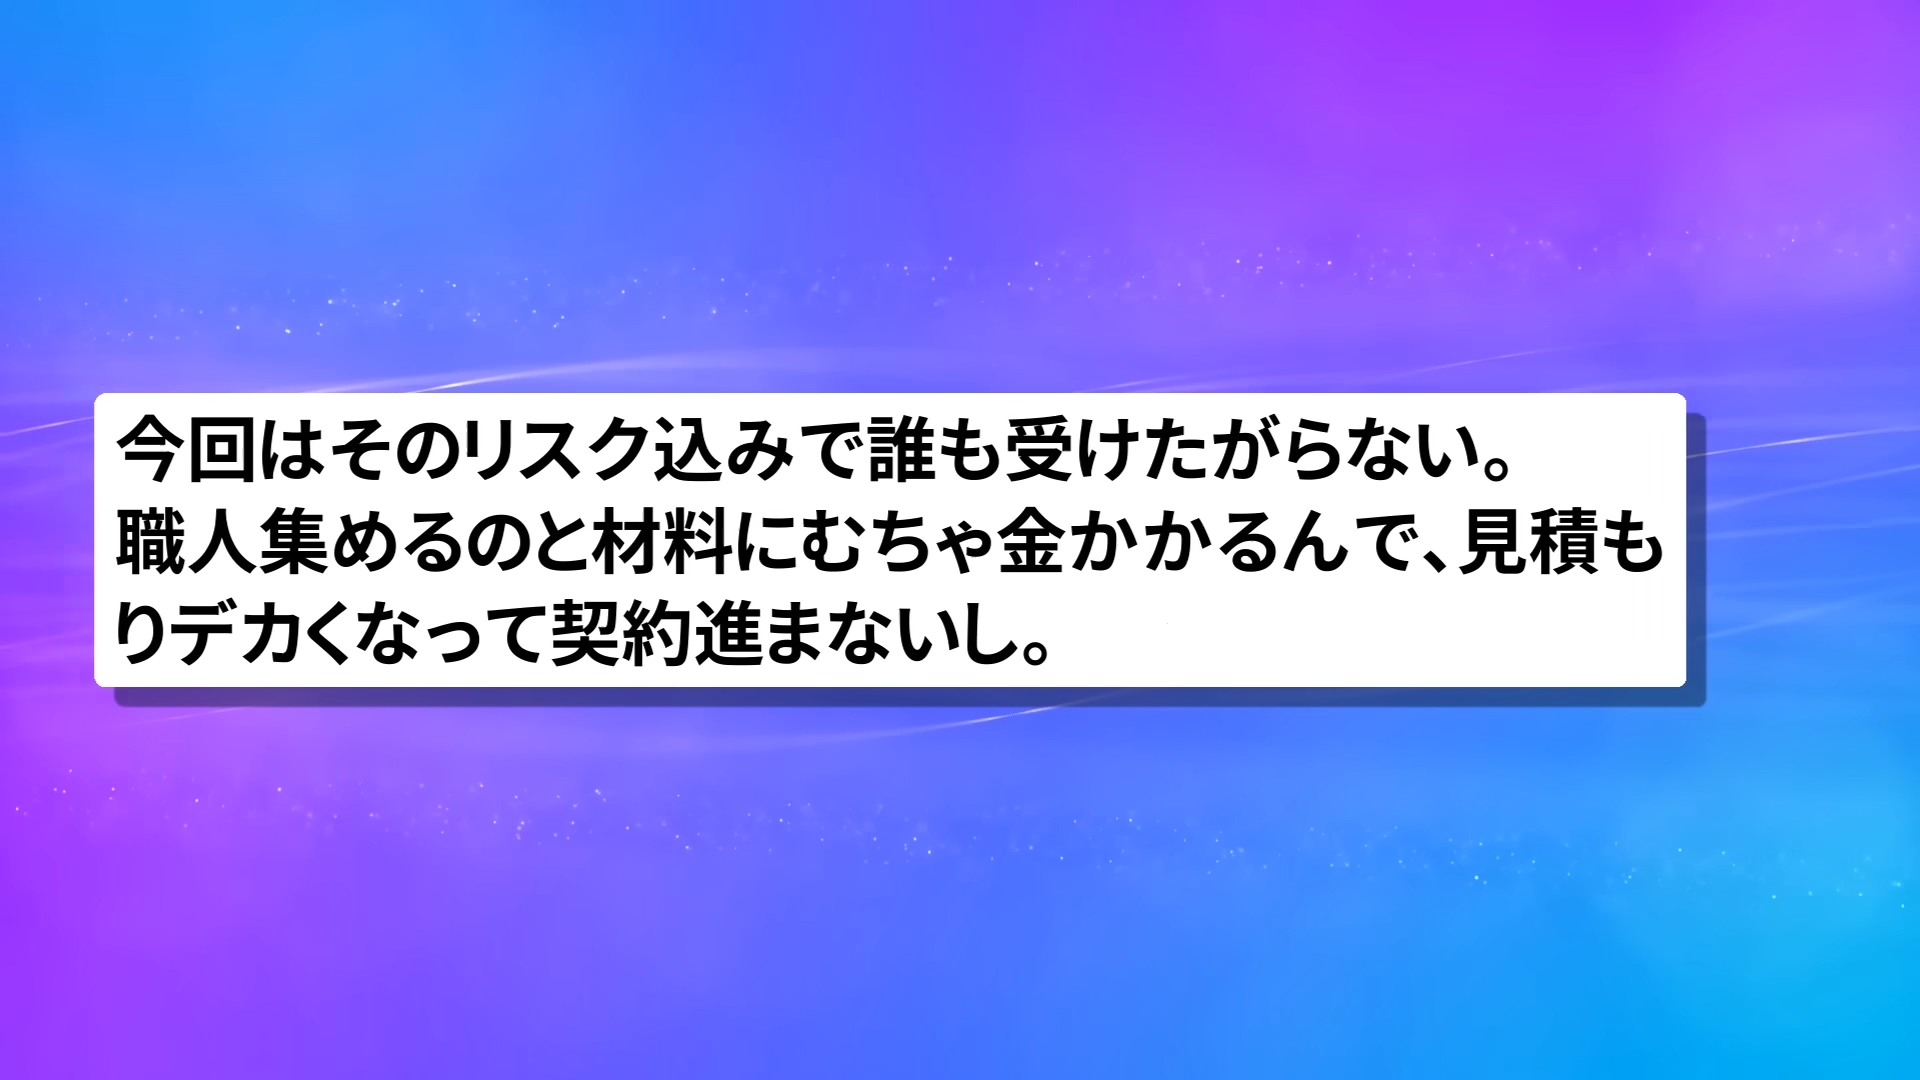 今回はそのリスク込みで誰も受けたがらない。
職人集めるのと材料にむちゃ金かかるんで、見積も
りデカくなって契約進まないし。